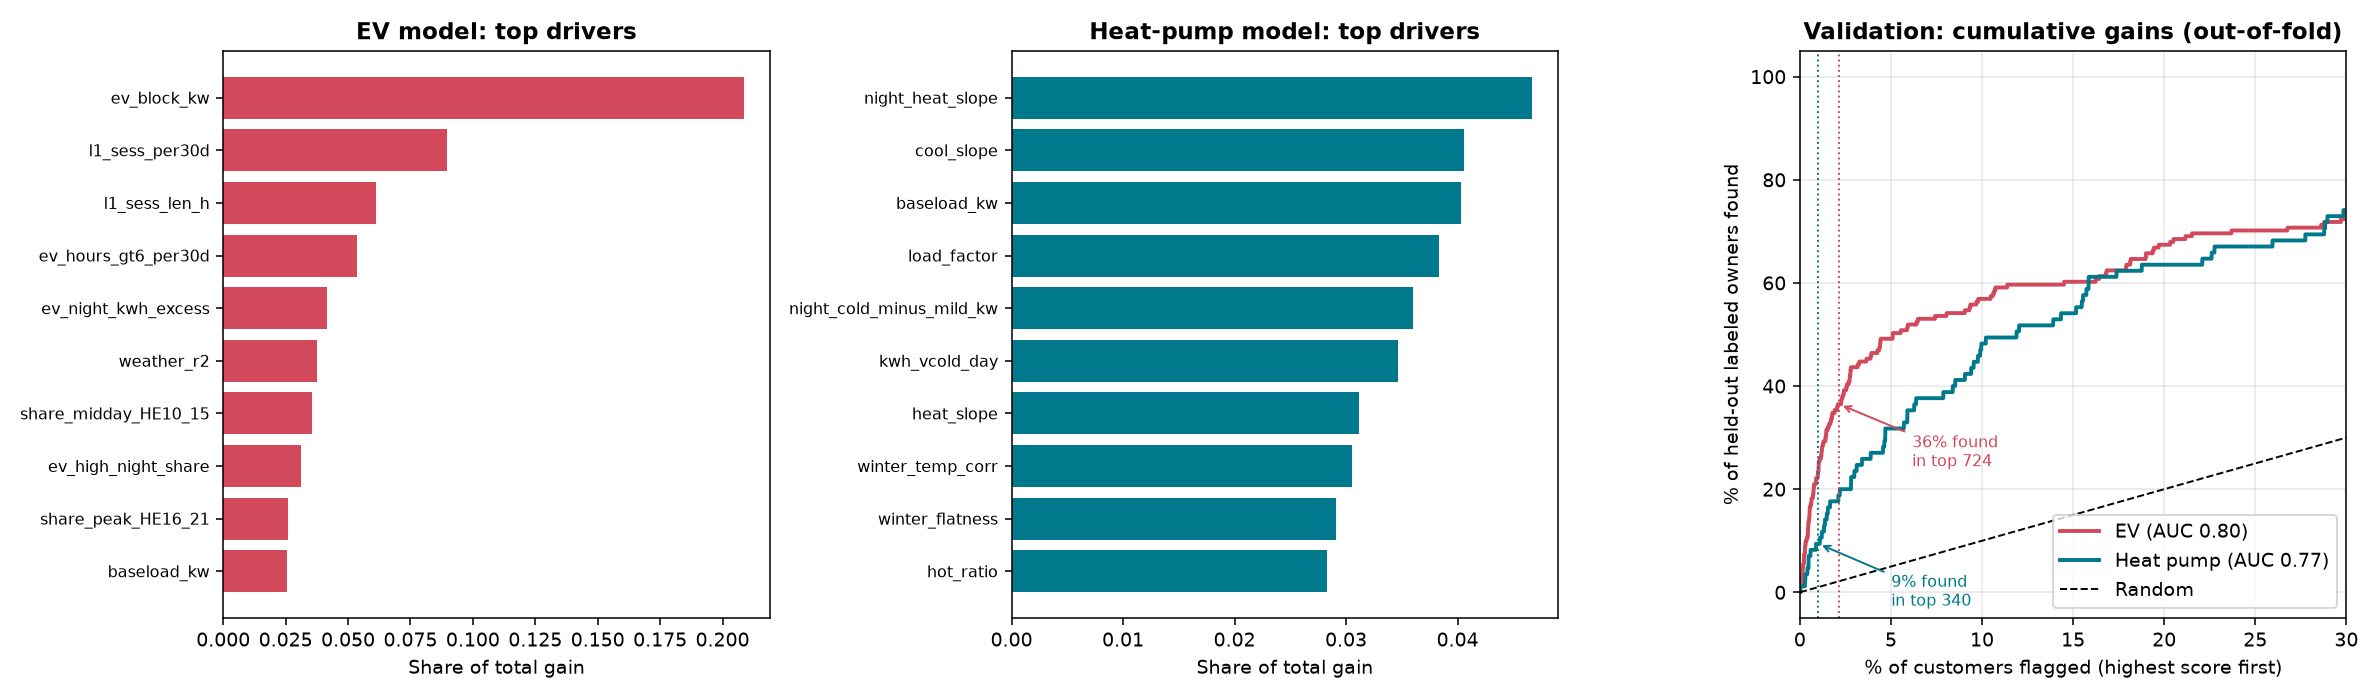 EV model: top drivers
ev_block_kw
l1_sess_per30d
l1_sess_len_h
ev_hours_gt6_per30d
ev_night_kwh_excess
weather_r2
share_midday_HE10_15
ev_high_night_share
share_peak_HE16_21
baseload_kw
0.000 0.025 0.050 0.075 0.100 0.125 0.150 0.175 0.200
Share of total gain
Heat-pump model: top drivers
night_heat_slope
cool_slope
baseload_kw
load_factor
night_cold_minus_mild_kw
kwh_vcold_day
heat_slope
winter_temp_corr
winter_flatness
hot_ratio
0.00 0.01 0.02 0.03 0.04
Share of total gain
Validation: cumulative gains (out-of-fold)
% of held-out labeled owners found
100
80
60
40
20
0
36% found
in top 724
9% found
in top 340
EV (AUC 0.80)
Heat pump (AUC 0.77)
Random
0 5 10 15 20 25 30
% of customers flagged (highest score first)